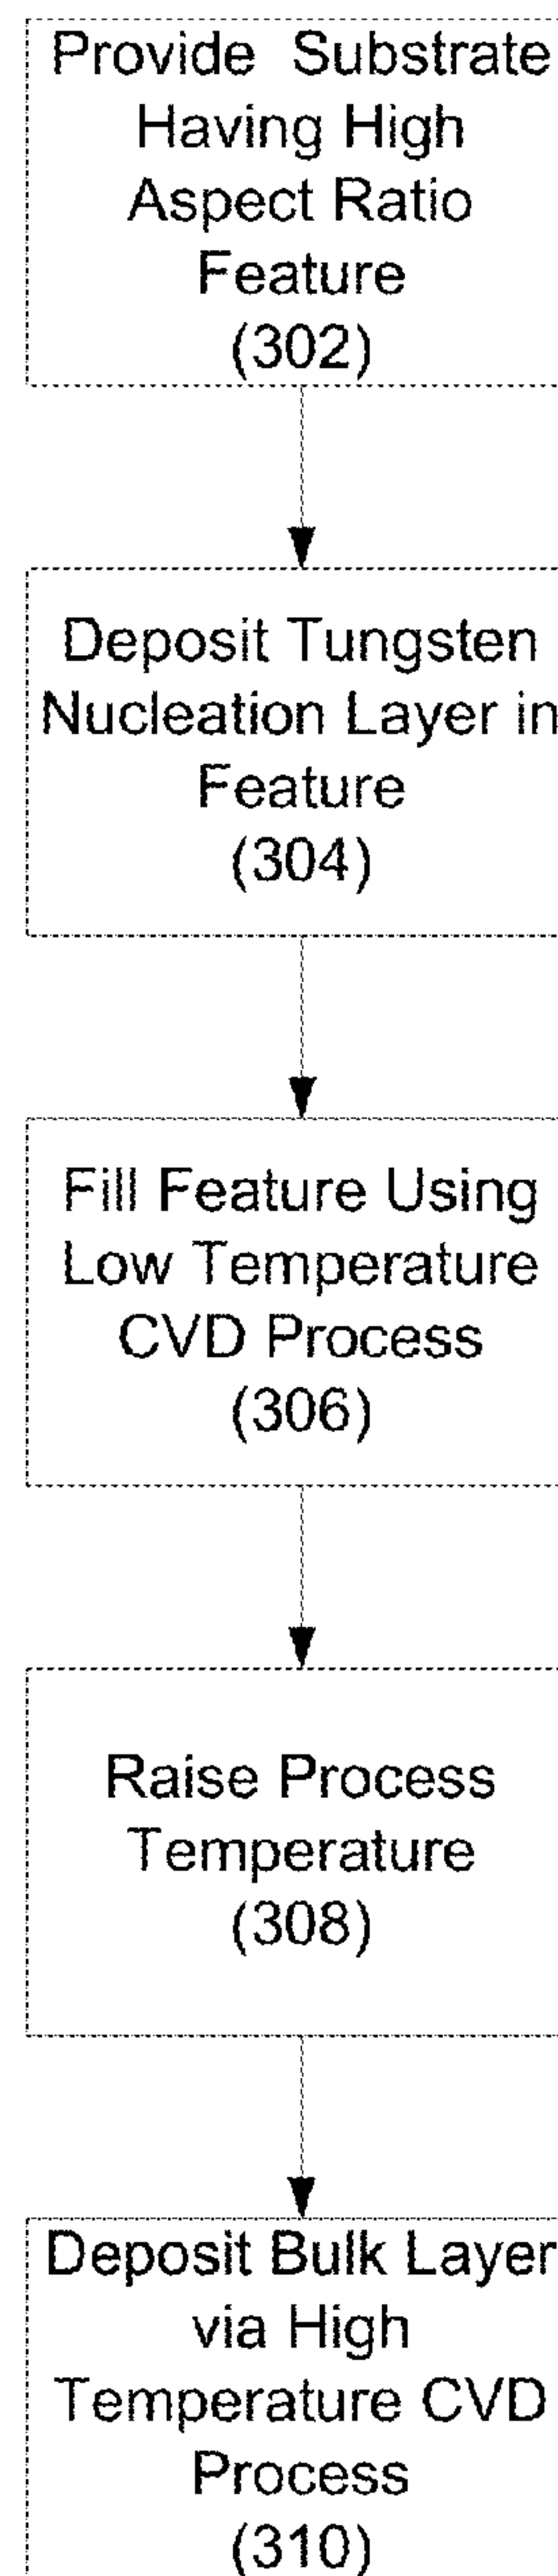 Provide Substrate
Having High
Aspect Ratio
Feature
(302)
Deposit Tungsten
Nucleation Layer in
Feature
(304)
Fill Feature Using
Low Temperature
CVD Process
(306)
Raise Process
Temperature
(308)
Deposit Bulk Layer
via High
Temperature CVD
Process
(310)